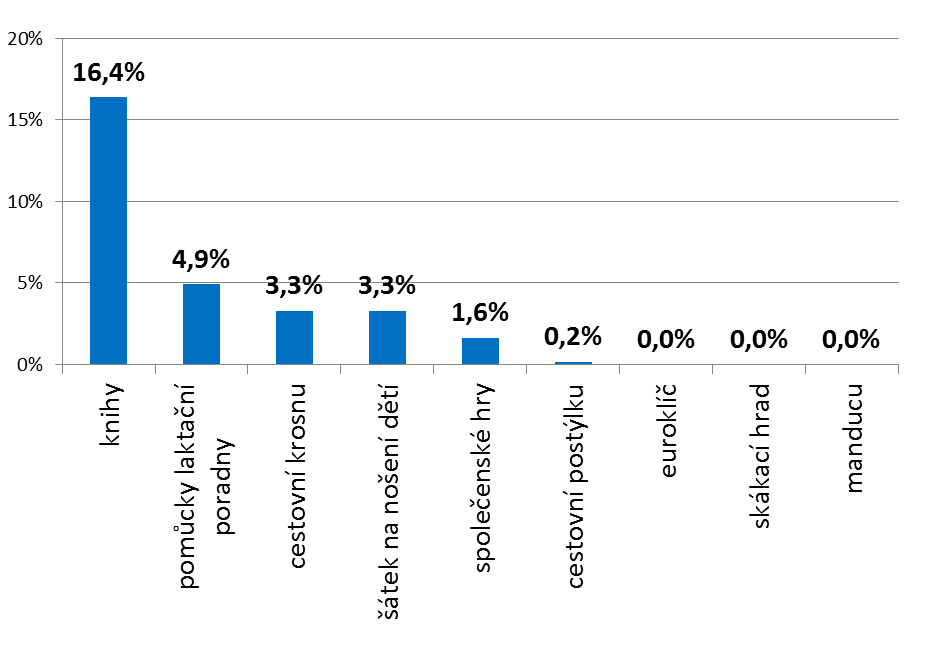 20%
15%
10%
5%
0%
16,4%
4,9%
3,3%
3,3%
1,6%
0,2%
0,0%
0,0%
0,0%
knihy
pomůcky laktační
poradny
cestovní krosnu
šátek na nošení dětí
společenské hry
cestovní postýlku
euroklíč
skákací hrad
manducu